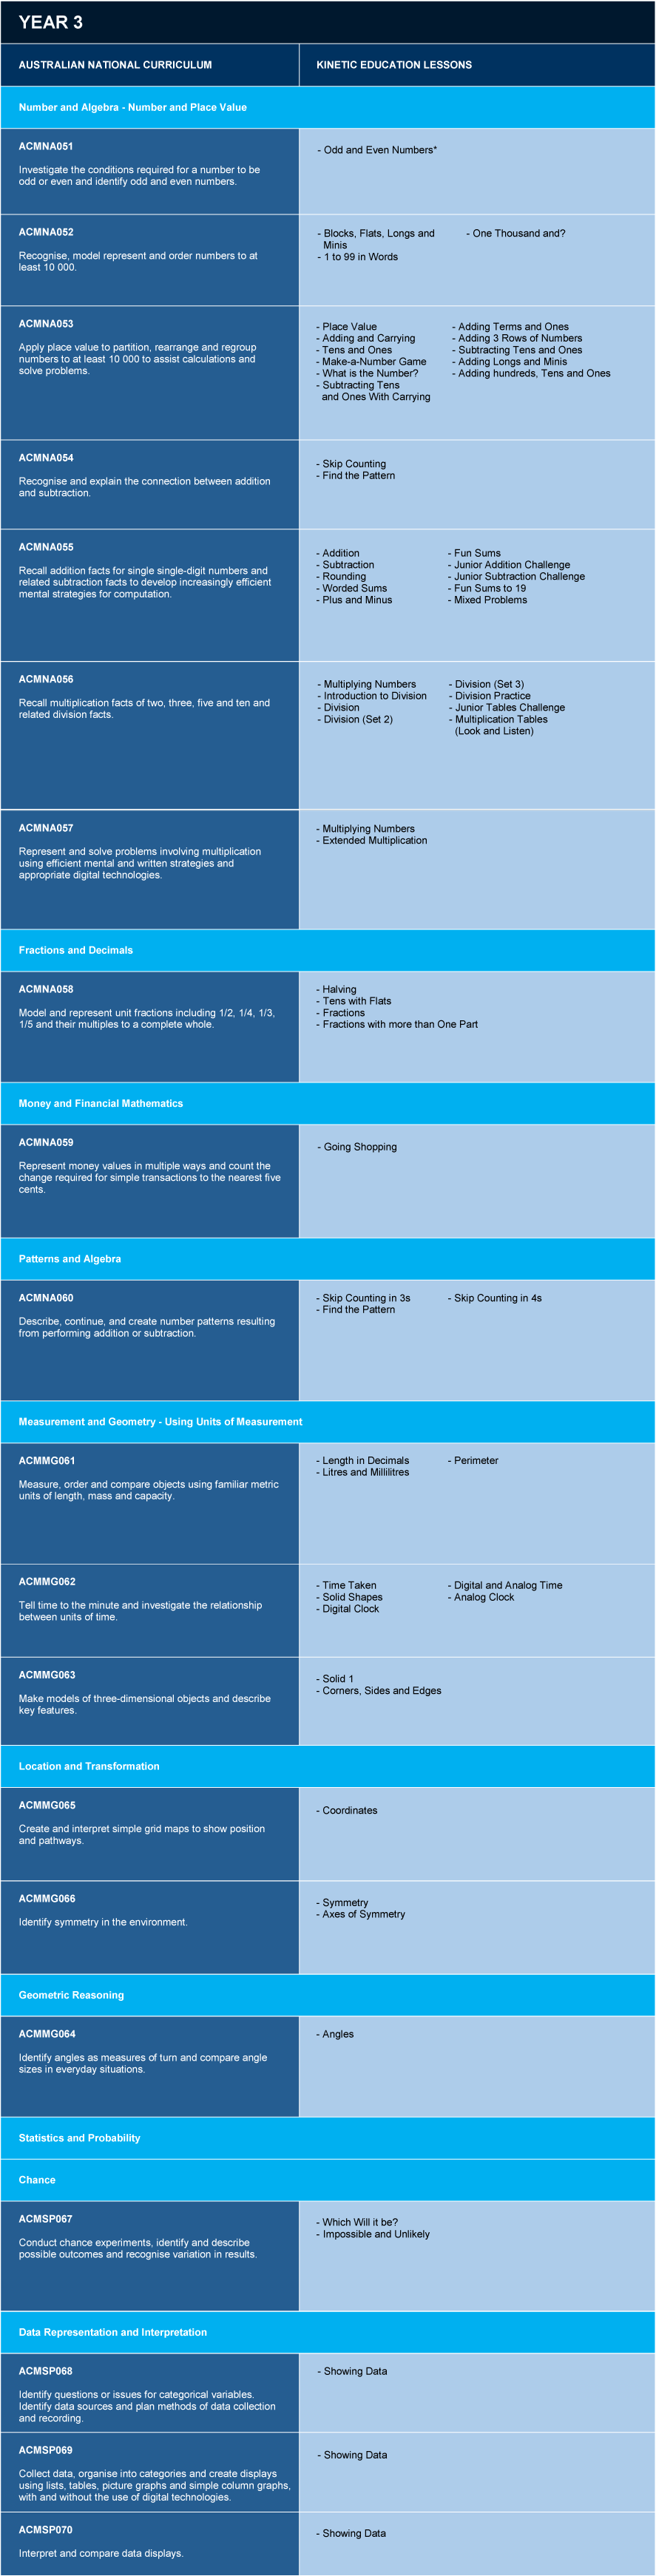 YEAR 3
AUSTRALIAN NATIONAL CURRICULUM
KINETIC EDUCATION LESSONS
Number and Algebra - Number and Place Value
ACMNA051
Investigate the conditions required for a number to be
odd or even and identify odd and even numbers.
- Odd and Even Numbers*
ACMNA052
Recognise, model represent and order numbers to at
least 10 000.
- Blocks, Flats, Longs and
Minis
- 1 to 99 in Words
- One Thousand and?
ACMNA053
Apply place value to partition, rearrange and regroup
numbers to at least 10 000 to assist calculations and
solve problems.
- Place Value
- Adding and Carrying
- Tens and Ones
- Make-a-Number Game
- What is the Number?
- Subtracting Tens
and Ones With Carrying
- Adding Terms and Ones
- Adding 3 Rows of Numbers
- Subtracting Tens and Ones
- Adding Longs and Minis
- Adding hundreds, Tens and Ones
ACMNA054
Recognise and explain the connection between addition
and subtraction.
- Skip Counting
- Find the Pattern
ACMNA055
Recall addition facts for single single-digit numbers and
related subtraction facts to develop increasingly efficient
mental strategies for computation.
- Addition
- Subtraction
- Rounding
- Worded Sums
- Plus and Minus
- Fun Sums
- Junior Addition Challenge
- Junior Subtraction Challenge
- Fun Sums to 19
- Mixed Problems
ACMNA056
Recall multiplication facts of two, three, five and ten and
related division facts.
- Multiplying Numbers
- Introduction to Division
- Division
- Division (Set 2)
- Division (Set 3)
- Division Practice
- Junior Tables Challenge
- Multiplication Tables
(Look and Listen)
ACMNA057
Represent and solve problems involving multiplication
using efficient mental and written strategies and
appropriate digital technologies.
- Multiplying Numbers
- Extended Multiplication
Fractions and Decimals
ACMNA058
Model and represent unit fractions including 1/2, 1/4, 1/3,
1/5 and their multiples to a complete whole.
- Halving
- Tens with Flats
- Fractions
- Fractions with more than One Part
Money and Financial Mathematics
ACMNA059
Represent money values in multiple ways and count the
change required for simple transactions to the nearest five
cents.
- Going Shopping
Patterns and Algebra
ACMNA060
Describe, continue, and create number patterns resulting
from performing addition or subtraction.
- Skip Counting in 3s
- Find the Pattern
- Skip Counting in 4s
Measurement and Geometry - Using Units of Measurement
ACMMG061
Measure, order and compare objects using familiar metric
units of length, mass and capacity.
- Length in Decimals
- Litres and Millilitres
- Perimeter
ACMMG062
Tell time to the minute and investigate the relationship
between units of time.
- Time Taken
- Solid Shapes
- Digital Clock
- Digital and Analog Time
- Analog Clock
ACMMG063
Make models of three-dimensional objects and describe
key features.
- Solid 1
- Corners, Sides and Edges
Location and Transformation
ACMMG065
Create and interpret simple grid maps to show position
and pathways.
- Coordinates
ACMMG066
Identify symmetry in the environment.
- Symmetry
- Axes of Symmetry
Geometric Reasoning
ACMMG064
Identify angles as measures of turn and compare angle
sizes in everyday situations.
- Angles
Statistics and Probability
Chance
ACMSP067
Conduct chance experiments, identify and describe
possible outcomes and recognise variation in results.
- Which Will it be?
- Impossible and Unlikely
Data Representation and Interpretation
ACMSP068
Identify questions or issues for categorical variables.
Identify data sources and plan methods of data collection
and recording.
- Showing Data
ACMSP069
Collect data, organise into categories and create displays
using lists, tables, picture graphs and simple column graphs,
with and without the use of digital technologies.
- Showing Data
ACMSP070
Interpret and compare data displays.
- Showing Data